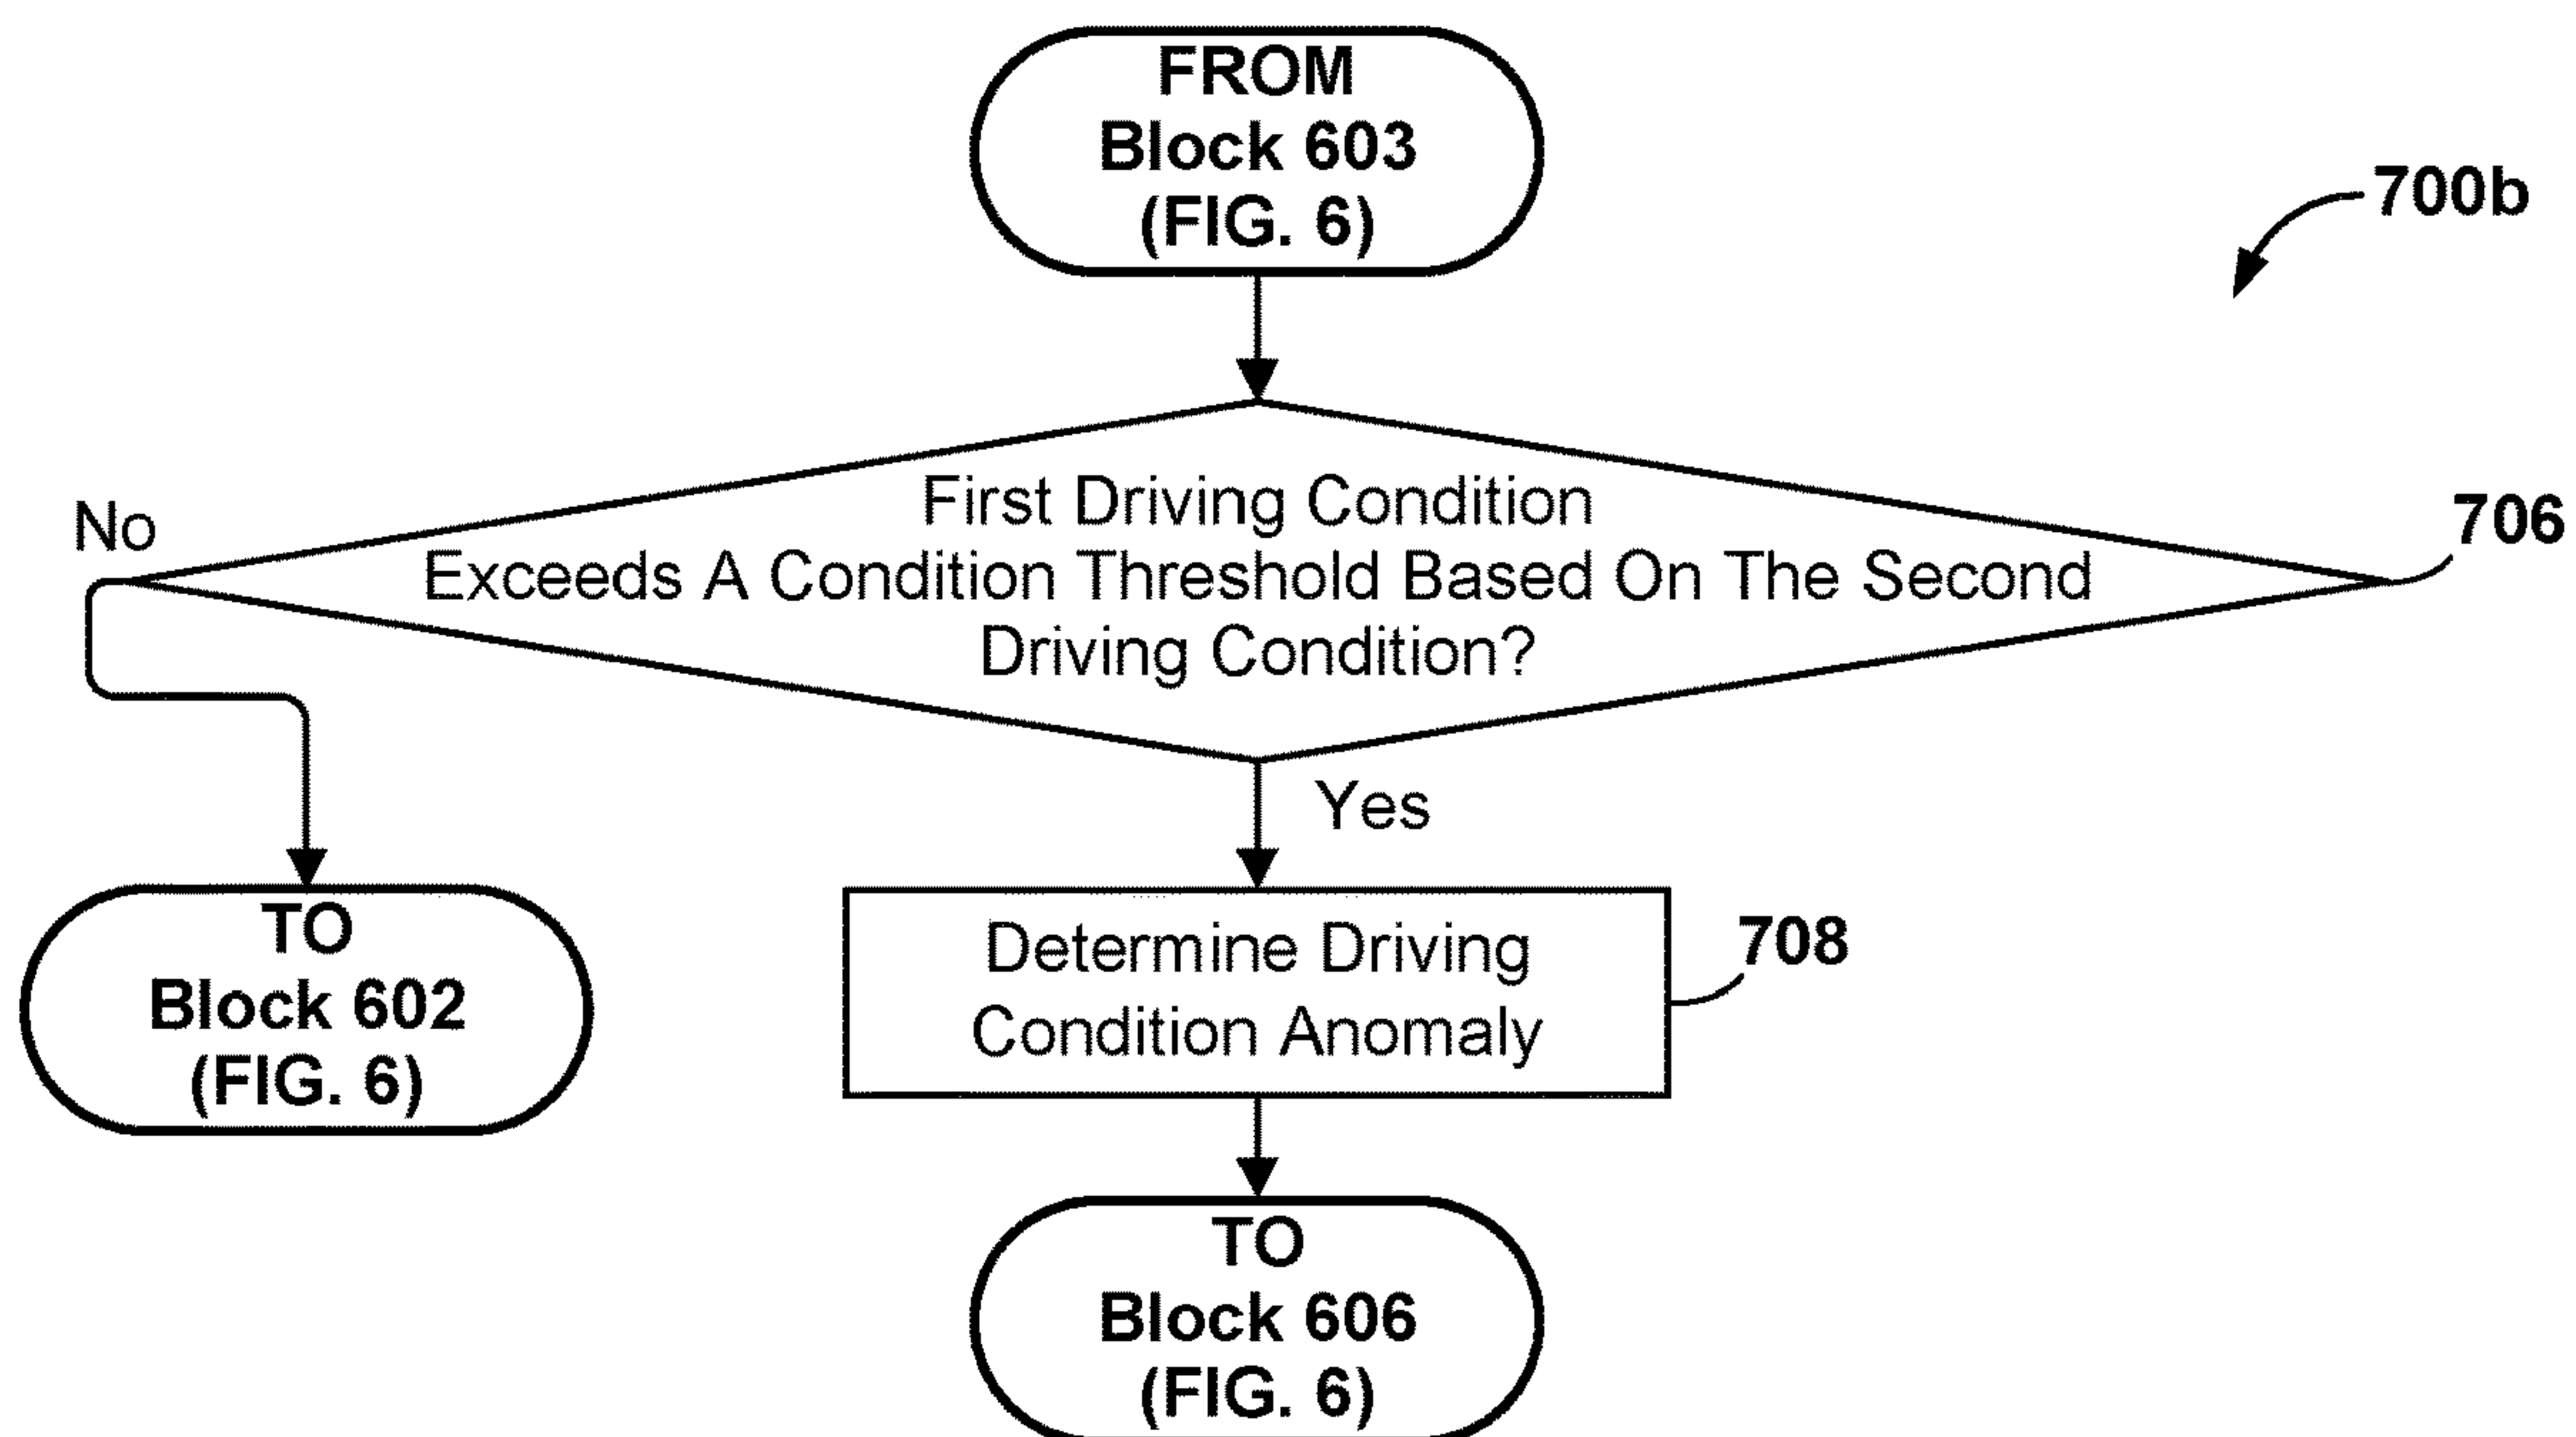 FROM
Block 603
(FIG. 6)
700b
First Driving Condition
Exceeds A Condition Threshold Based On The Second
Driving Condition?
706
No
Yes
TO
Block 602
(FIG. 6)
Determine Driving
Condition Anomaly
708
TO
Block 606
(FIG. 6)